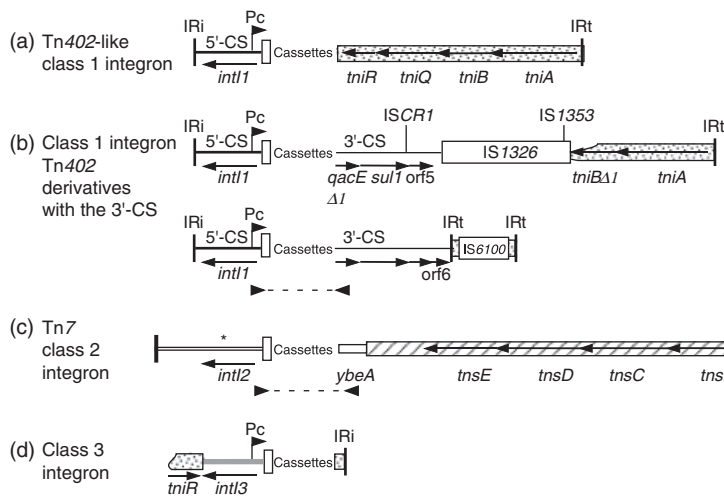 IRi Pc IRt
(a) Tn402-like 5'-CS
class 1 integron Cassettes
intI1 tniR tniQ tniB tniA
ISCR1 IS1353
IRi Pc IRt
(b) Class 1 integron 5'-CS 3'-CS
Tn402 Cassettes IS1326
derivatives intI1 qacE sul1 orf5 tniBΔ1 tniA
with the 3'-CS Δ1
IRi Pc IRt IRt
5'-CS 3'-CS
Cassettes IS6100
intI1 orf6
(c) Tn7 *
class 2 Cassettes
integron intI2 ybeA tnsE tnsD tnsC tns
(d) Class 3 Pc IRi
integron Cassettes
tniR intI3